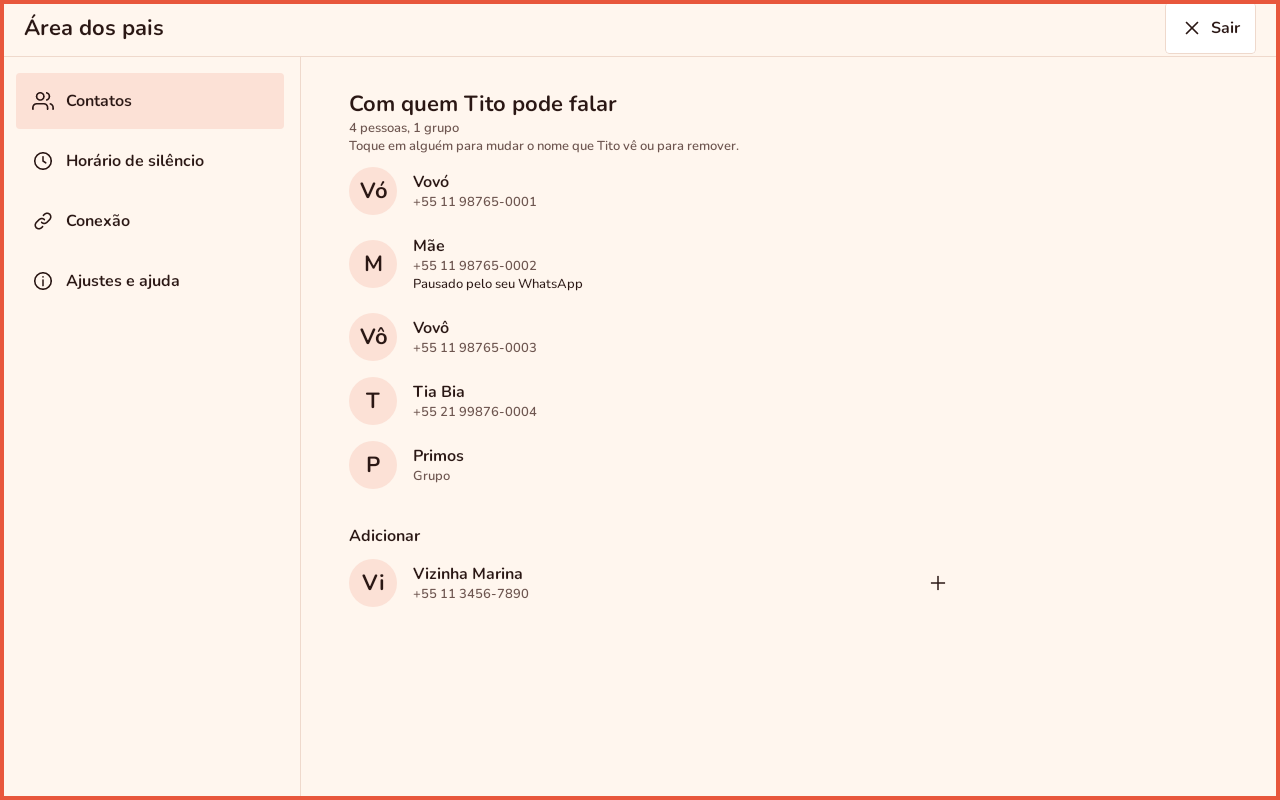 Área dos pais
Sair
Contatos
Horário de silêncio
Conexão
Ajustes e ajuda
Com quem Tito pode falar
4 pessoas, 1 grupo
Toque em alguém para mudar o nome que Tito vê ou para remover.
Vó
Vovó
+55 11 98765-0001
M
Mãe
+55 11 98765-0002
Pausado pelo seu WhatsApp
Vô
Vovô
+55 11 98765-0003
T
Tia Bia
+55 21 99876-0004
P
Primos
Grupo
Adicionar
Vi
Vizinha Marina
+55 11 3456-7890